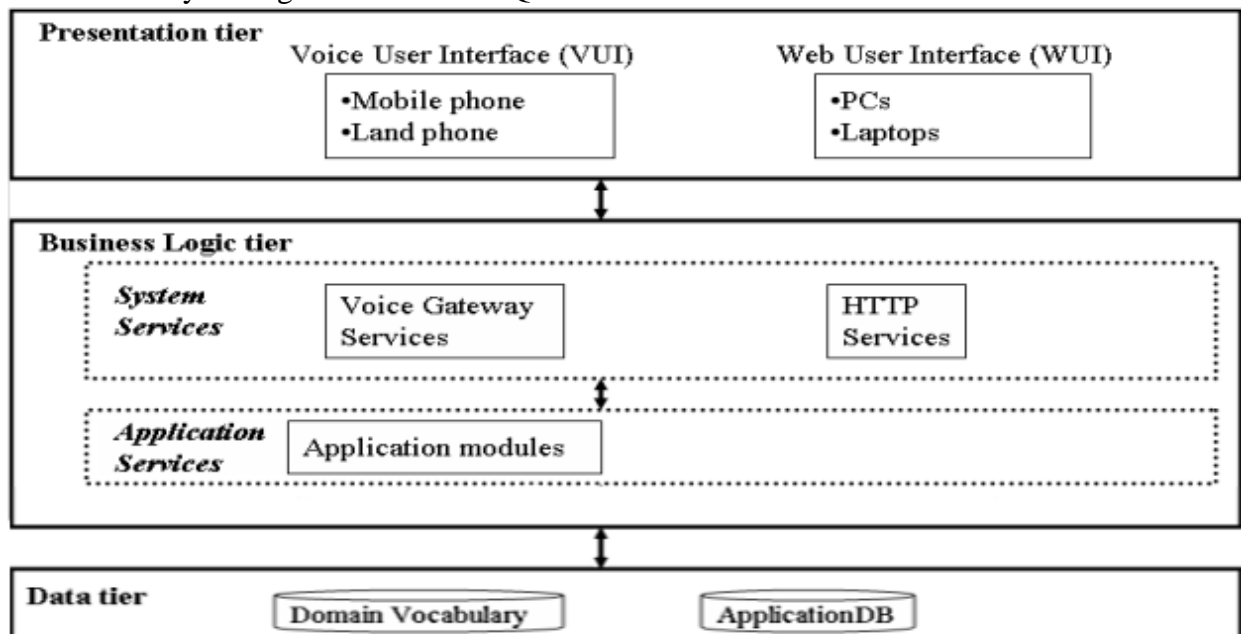 Presentation tier
Voice User Interface (VUI)
Web User Interface (WUI)
•Mobile phone
•Land phone
•PCs
•Laptops
Business Logic tier
System
Services
Voice Gateway
Services
HTTP
Services
Application
Services
Application modules
Data tier
Domain Vocabulary
ApplicationDB